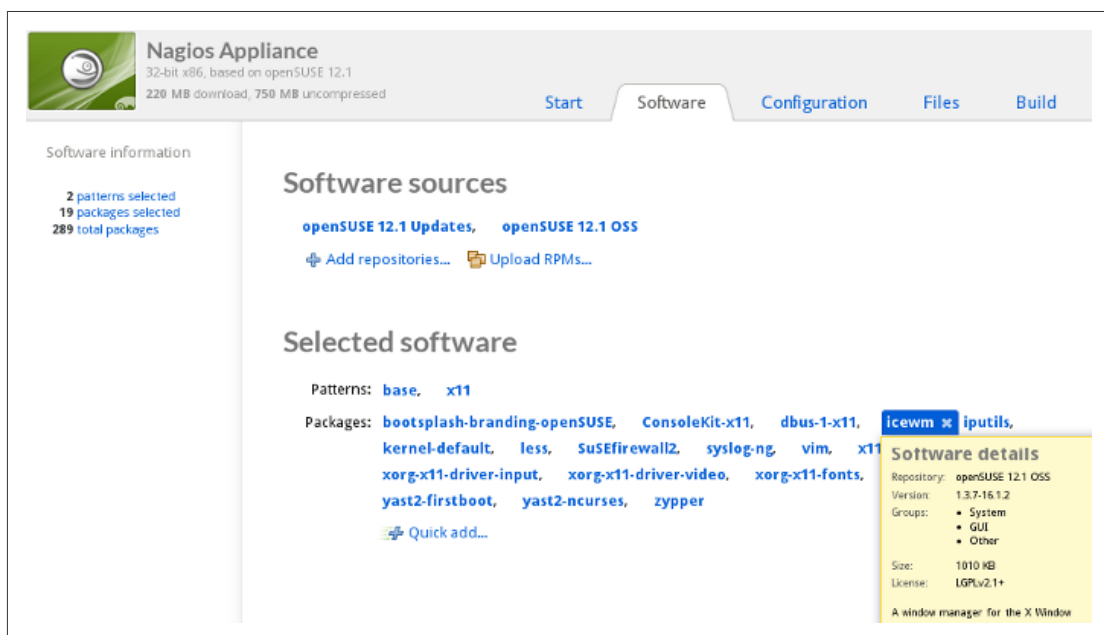 Nagios Appliance
32-bit x86, based on openSUSE 12.1
220 MB download, 750 MB uncompressed
Start Software Configuration Files Build
Software information
2 patterns selected
19 packages selected
289 total packages
Software sources
openSUSE 12.1 Updates, openSUSE 12.1 OSS
Add repositories... Upload RPMs...
Selected software
Patterns: base, x11
Packages: bootsplash-branding-openSUSE, ConsoleKit-x11, dbus-1-x11, icewm iputils,
kernel-default, less, SuSEfirewall2, syslog-ng, vim, x11
xorg-x11-driver-input, xorg-x11-driver-video, xorg-x11-fonts,
yast2-firstboot, yast2-ncurses, zypper
Quick add...
Software details
Repository: openSUSE 12.1 OSS
Version: 1.3.7-16.1.2
Groups: • System
• GUI
• Other
Size: 1010 KB
License: LGPLv2.1+
A window manager for the X Window